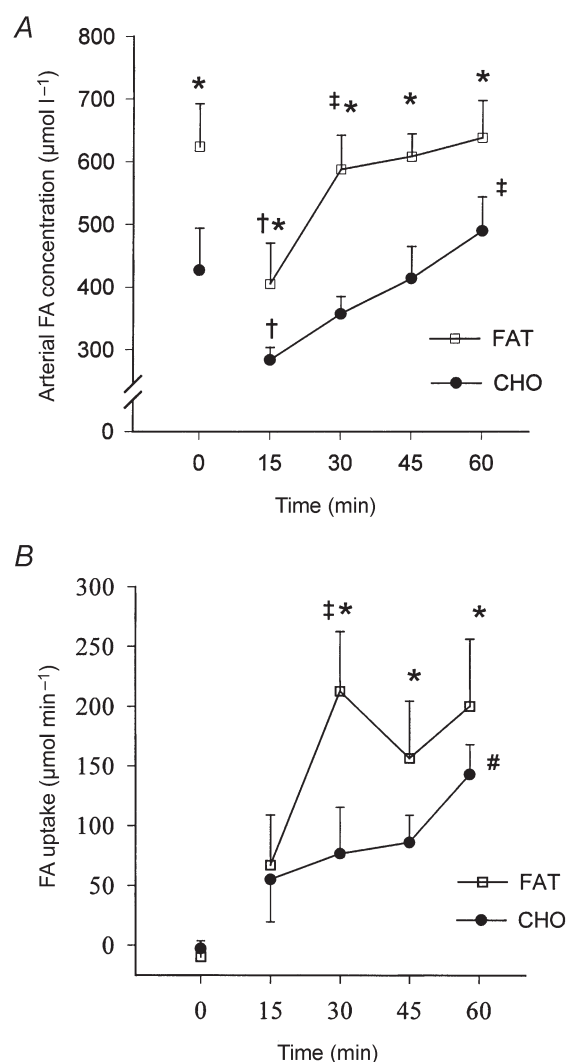 A
Arterial FA concentration (μmol l⁻¹)
800
700
600
500
400
300
0
*
†*
‡*
*
*
†
‡
FAT
CHO
0 15 30 45 60
Time (min)
B
FA uptake (μmol min⁻¹)
300
250
200
150
100
50
0
‡*
*
*
#
FAT
CHO
0 15 30 45 60
Time (min)